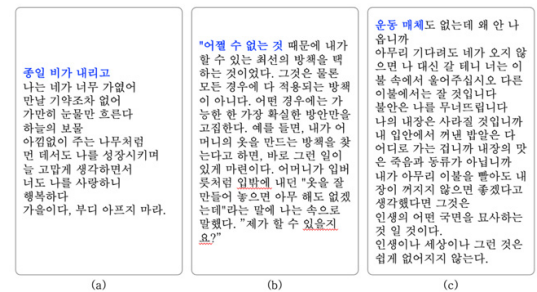 종일 비가 내리고
나는 네가 너무 가엾어
만날 기약조차 없어
가만히 눈물만 흐른다
하늘의 보물
아낌없이 주는 나무처럼
먼 데서도 나를 성장시키며
늘 고맙게 생각하면서
너도 나를 사랑하니
행복하다
가을이다, 부디 아프지 마라.
(a)
"어쩔 수 없는 것 때문에 내가
할 수 있는 최선의 방책을 택
하는 것이었다. 그것은 물론
모든 경우에 다 적용되는 방책
이 아니다. 어떤 경우에는 가
능한 한 가장 확실한 방안만을
고집한다. 예를 들면, 내가 어
머니의 옷을 만드는 방책을 찾
는다고 하면, 바로 그런 일이
있게 마련이다. 어머니가 입버
릇처럼 입밖에 내던 "옷을 잘
만들어 놓으면 아무 해도 없겠
는데"라는 말에 나는 속으로
말했다. "제가 할 수 있을지
요?"
(b)
운동 매체도 없는데 왜 안 나
옵니까
아무리 기다려도 네가 오지 않
으면 나 대신 갈 테니 너는 이
불 속에서 울어주십시오 다른
이불에서는 잘 것입니다
불안은 나를 무너뜨립니다
나의 내장은 사라질 것입니까
내 입안에서 꺼낸 밥알은 다
어디로 가는 겁니까 내장의 맛
은 죽음과 동류가 아닙니까
내가 아무리 이불을 빨아도 내
장이 꺼지지 않으면 좋겠다고
생각했다면 그것은
인생의 어떤 국면을 묘사하는
것 일 것이다.
인생이나 세상이나 그런 것은
쉽게 없어지지 않는다.
(c)